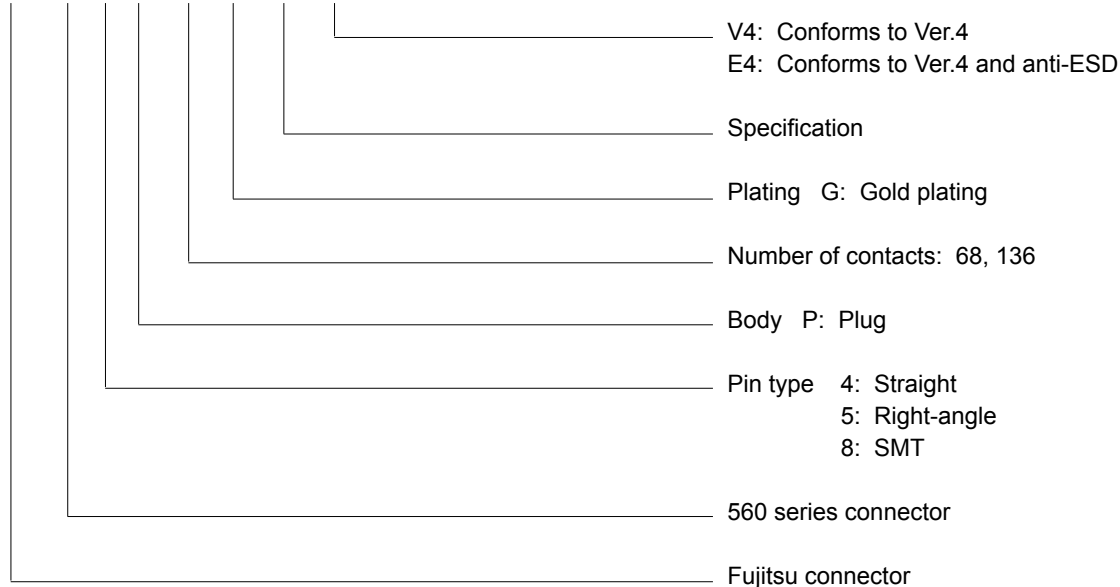 V4: Conforms to Ver.4
E4: Conforms to Ver.4 and anti-ESD
Specification
Plating G: Gold plating
Number of contacts: 68, 136
Body P: Plug
Pin type 4: Straight
5: Right-angle
8: SMT
560 series connector
Fujitsu connector